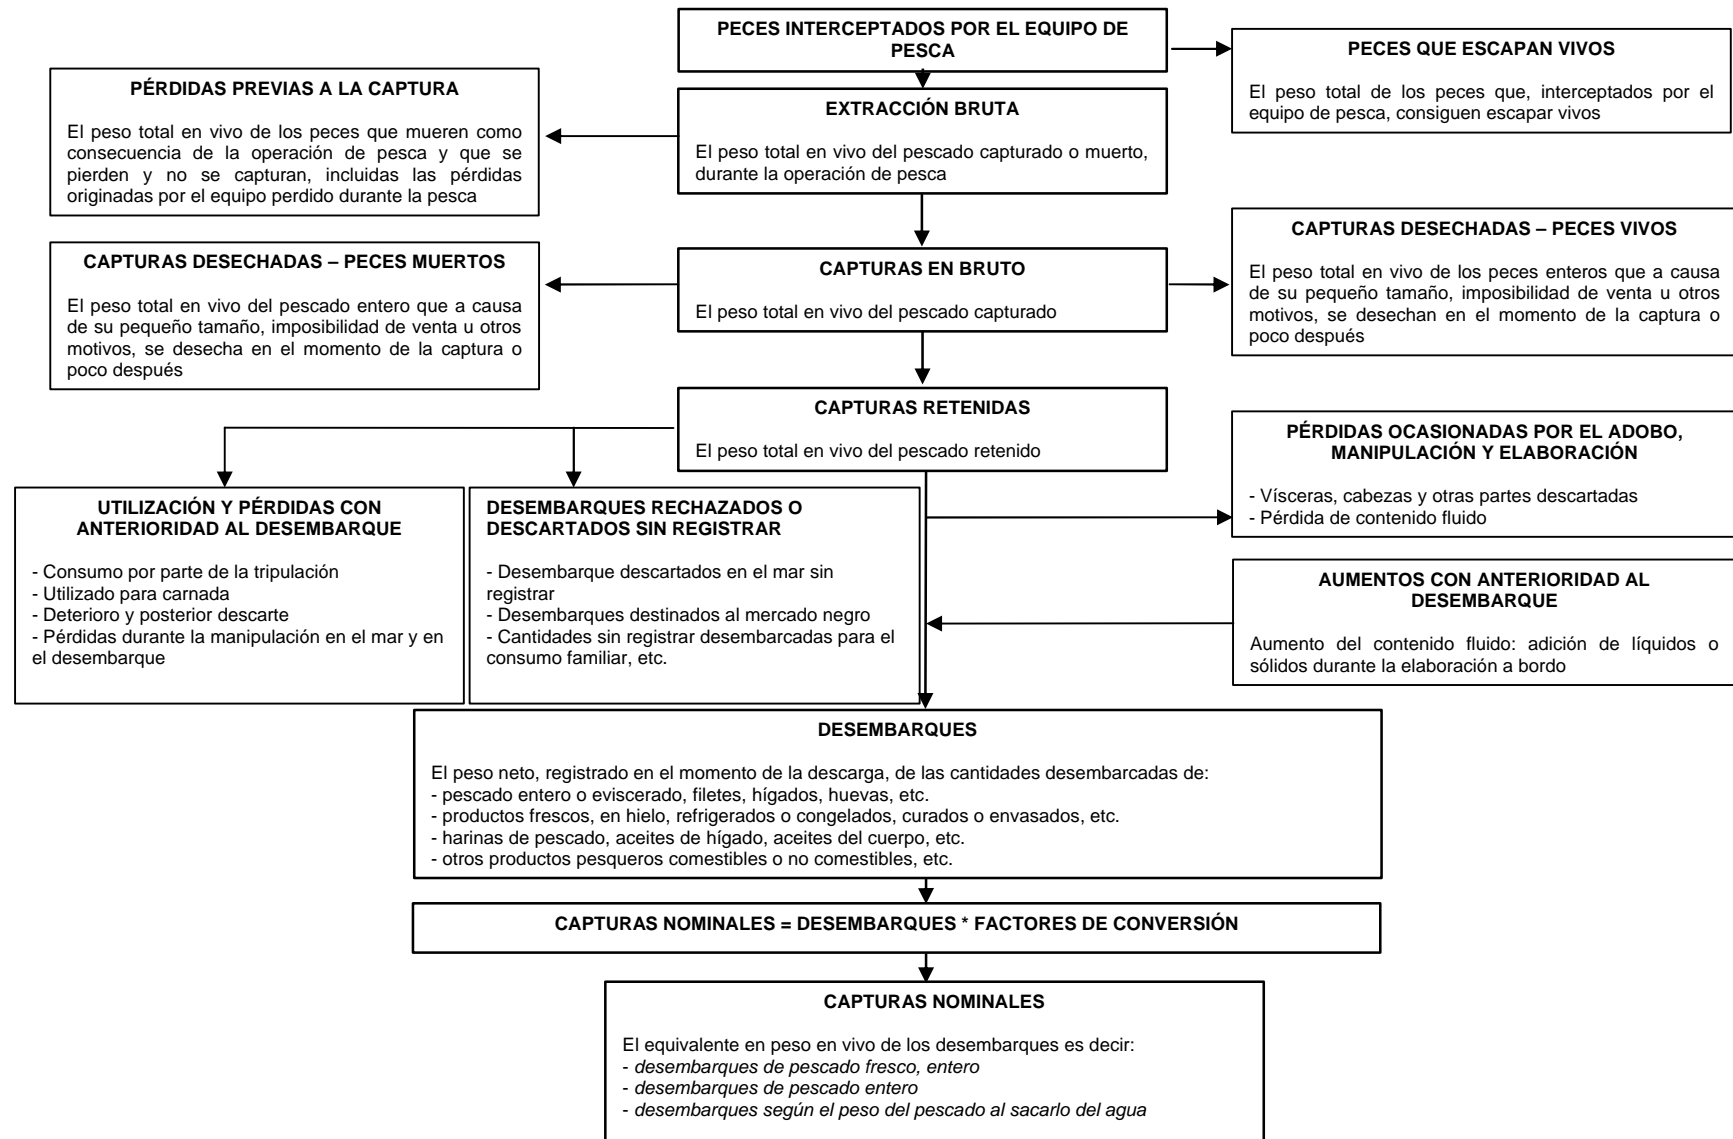 PECES INTERCEPTADOS POR EL EQUIPO DE
PESCA
PECES QUE ESCAPAN VIVOS
El peso total de los peces que, interceptados por el
equipo de pesca, consiguen escapar vivos
PÉRDIDAS PREVIAS A LA CAPTURA
El peso total en vivo de los peces que mueren como
consecuencia de la operación de pesca y que se
pierden y no se capturan, incluidas las pérdidas
originadas por el equipo perdido durante la pesca
EXTRACCIÓN BRUTA
El peso total en vivo del pescado capturado o muerto,
durante la operación de pesca
CAPTURAS DESECHADAS – PECES MUERTOS
El peso total en vivo del pescado entero que a causa
de su pequeño tamaño, imposibilidad de venta u otros
motivos, se desecha en el momento de la captura o
poco después
CAPTURAS EN BRUTO
El peso total en vivo del pescado capturado
CAPTURAS DESECHADAS – PECES VIVOS
El peso total en vivo de los peces enteros que a causa
de su pequeño tamaño, imposibilidad de venta u otros
motivos, se desechan en el momento de la captura o
poco después
CAPTURAS RETENIDAS
El peso total en vivo del pescado retenido
PÉRDIDAS OCASIONADAS POR EL ADOBO,
MANIPULACIÓN Y ELABORACIÓN
- Vísceras, cabezas y otras partes descartadas
- Pérdida de contenido fluido
UTILIZACIÓN Y PÉRDIDAS CON
ANTERIORIDAD AL DESEMBARQUE
- Consumo por parte de la tripulación
- Utilizado para carnada
- Deterioro y posterior descarte
- Pérdidas durante la manipulación en el mar y en
el desembarque
DESEMBARQUES RECHAZADOS O
DESCARTADOS SIN REGISTRAR
- Desembarque descartados en el mar sin
registrar
- Desembarques destinados al mercado negro
- Cantidades sin registrar desembarcadas para el
consumo familiar, etc.
AUMENTOS CON ANTERIORIDAD AL
DESEMBARQUE
Aumento del contenido fluido: adición de líquidos o
sólidos durante la elaboración a bordo
DESEMBARQUES
El peso neto, registrado en el momento de la descarga, de las cantidades desembarcadas de:
- pescado entero o eviscerado, filetes, hígados, huevas, etc.
- productos frescos, en hielo, refrigerados o congelados, curados o envasados, etc.
- harinas de pescado, aceites de hígado, aceites del cuerpo, etc.
- otros productos pesqueros comestibles o no comestibles, etc.
CAPTURAS NOMINALES = DESEMBARQUES * FACTORES DE CONVERSIÓN
CAPTURAS NOMINALES
El equivalente en peso en vivo de los desembarques es decir:
- desembarques de pescado fresco, entero
- desembarques de pescado entero
- desembarques según el peso del pescado al sacarlo del agua